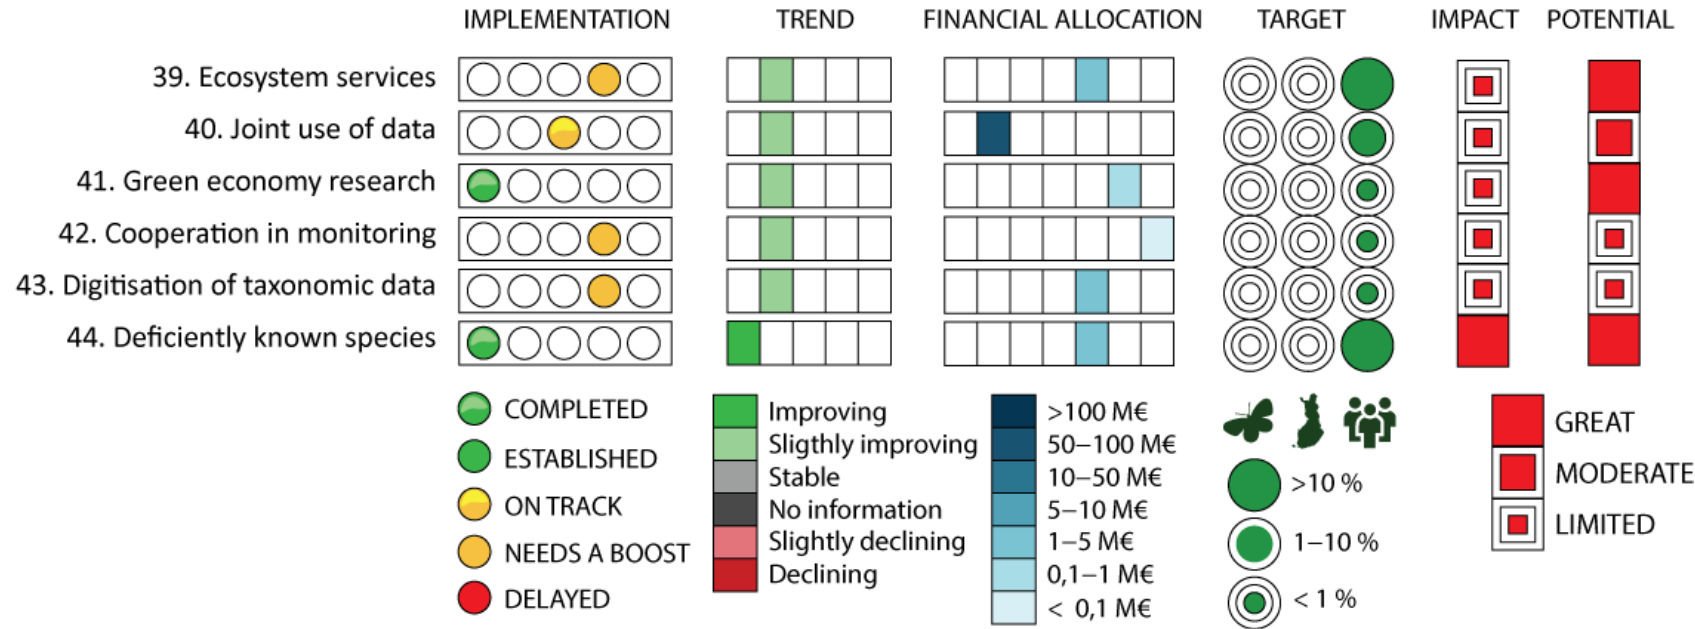 IMPLEMENTATION TREND FINANCIAL ALLOCATION TARGET IMPACT POTENTIAL
39. Ecosystem services
40. Joint use of data
41. Green economy research
42. Cooperation in monitoring
43. Digitisation of taxonomic data
44. Deficiently known species
COMPLETED
ESTABLISHED
ON TRACK
NEEDS A BOOST
DELAYED
Improving
Sligthly improving
Stable
No information
Slightly declining
Declining
>100 M€
50–100 M€
10–50 M€
5–10 M€
1–5 M€
0,1–1 M€
< 0,1 M€
>10 %
1–10 %
< 1 %
GREAT
MODERATE
LIMITED